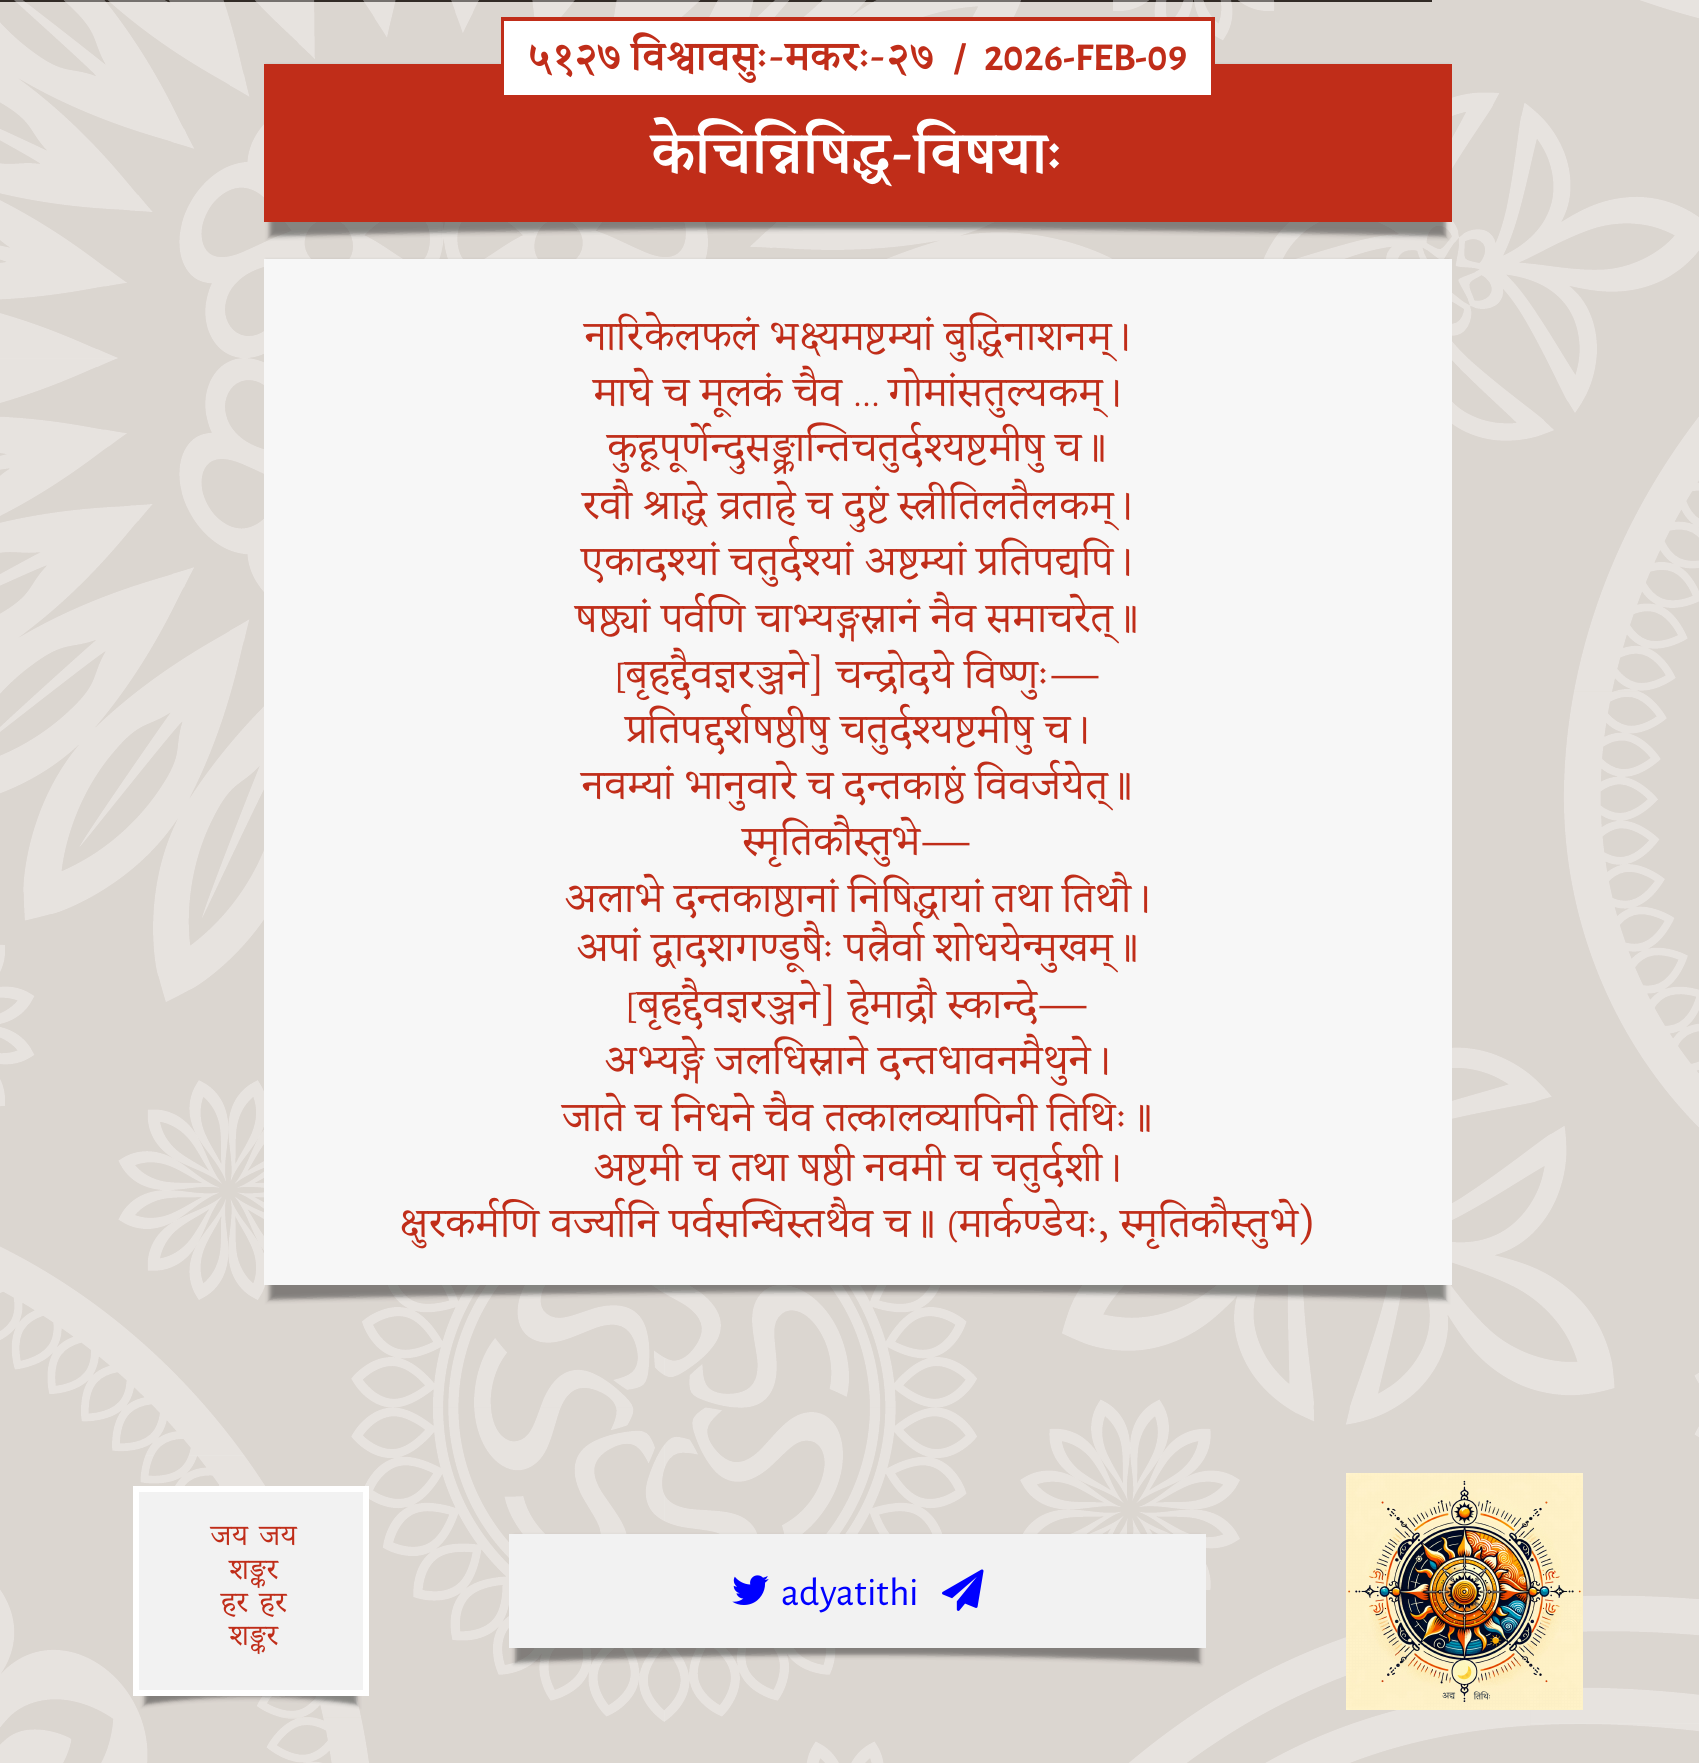 ५१२७ विश्वावसुः-मकरः-२७ / 2026-FEB-09
केचिन्निषिद्ध-विषयाः
नारिकेलफलं भक्ष्यमष्टम्यां बुद्धिनाशनम्।
माघे च मूलकं चैव ... गोमांसतुल्यकम्।
कुहूपूर्णेन्दुसङ्क्रान्तिचतुर्दश्यष्टमीषु च॥
रवौ श्राद्धे व्रताहे च दुष्टं स्त्रीतिलतैलकम्।
एकादश्यां चतुर्दश्यां अष्टम्यां प्रतिपद्यपि।
षष्ठ्यां पर्वणि चाभ्यङ्गस्नानं नैव समाचरेत्॥
[बृहद्दैवज्ञरञ्जने] चन्द्रोदये विष्णुः—
प्रतिपद्दर्शषष्ठीषु चतुर्दश्यष्टमीषु च।
नवम्यां भानुवारे च दन्तकाष्ठं विवर्जयेत्॥
स्मृतिकौस्तुभे—
अलाभे दन्तकाष्ठानां निषिद्धायां तथा तिथौ।
अपां द्वादशगण्डूषैः पत्रैर्वा शोधयेन्मुखम्॥
[बृहद्दैवज्ञरञ्जने] हेमाद्रौ स्कान्दे—
अभ्यङ्गे जलधिस्नाने दन्तधावनमैथुने।
जाते च निधने चैव तत्कालव्यापिनी तिथिः॥
अष्टमी च तथा षष्ठी नवमी च चतुर्दशी।
क्षुरकर्मणि वर्ज्यानि पर्वसन्धिस्तथैव च॥ (मार्कण्डेयः, स्मृतिकौस्तुभे)
जय जय
शङ्कर
हर हर
शङ्कर
adyatithi
अद्य तिथिः